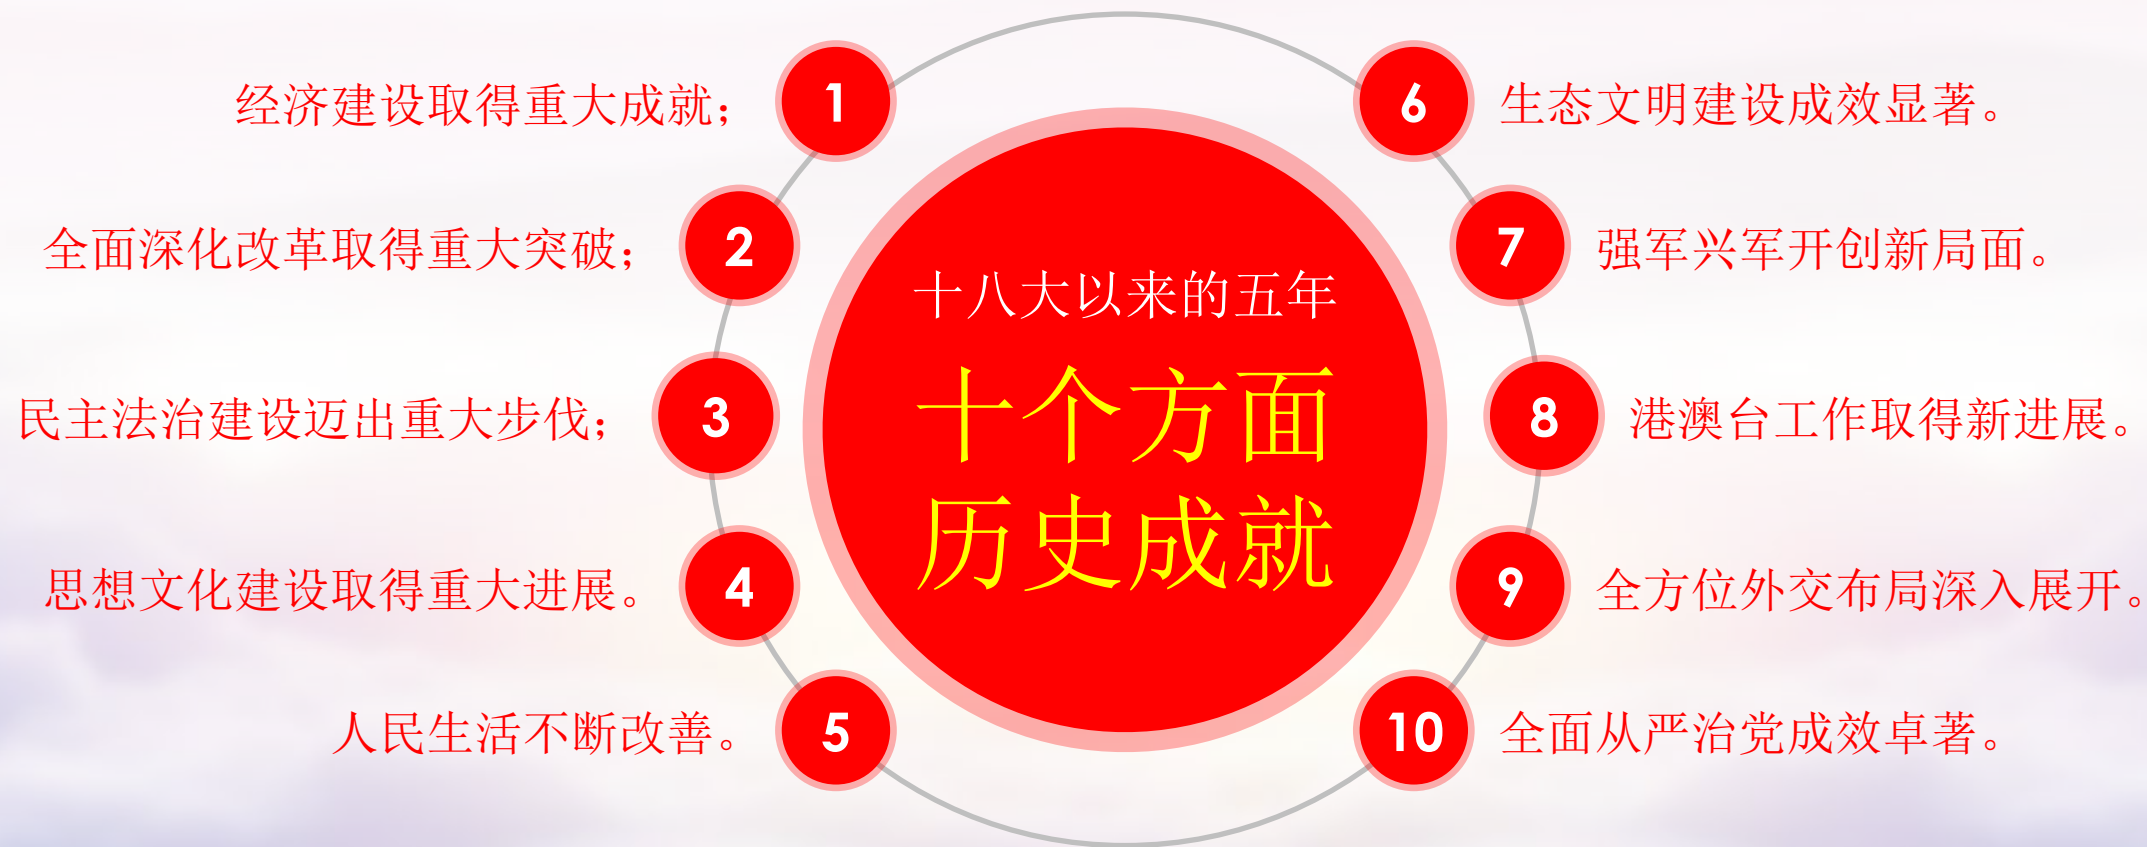 十八大以来的五年
十个方面
历史成就
1
经济建设取得重大成就；
2
全面深化改革取得重大突破；
3
民主法治建设迈出重大步伐；
4
思想文化建设取得重大进展。
5
人民生活不断改善。
6
生态文明建设成效显著。
7
强军兴军开创新局面。
8
港澳台工作取得新进展。
9
全方位外交布局深入展开。
10
全面从严治党成效卓著。